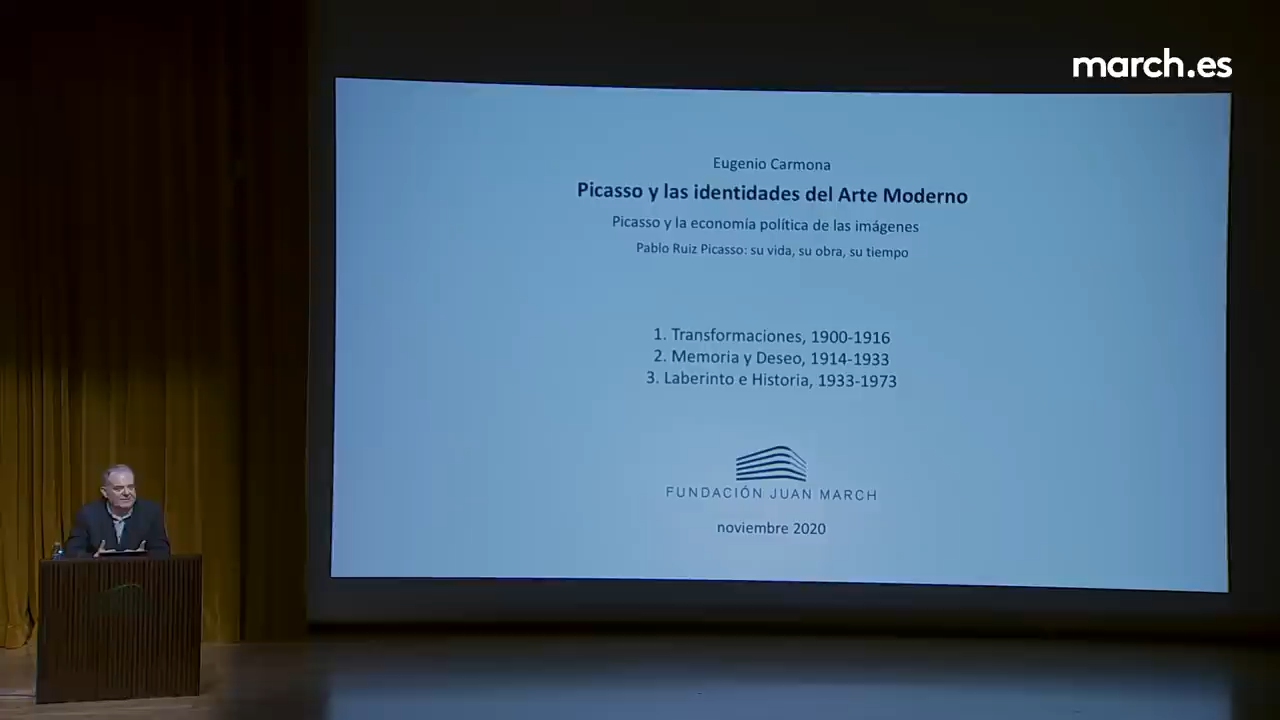 march.es
Eugenio Carmona
Picasso y las identidades del Arte Moderno
Picasso y la economía política de las imágenes
Pablo Ruiz Picasso: su vida, su obra, su tiempo
1. Transformaciones, 1900-1916
2. Memoria y Deseo, 1914-1933
3. Laberinto e Historia, 1933-1973
FUNDACIÓN JUAN MARCH
noviembre 2020